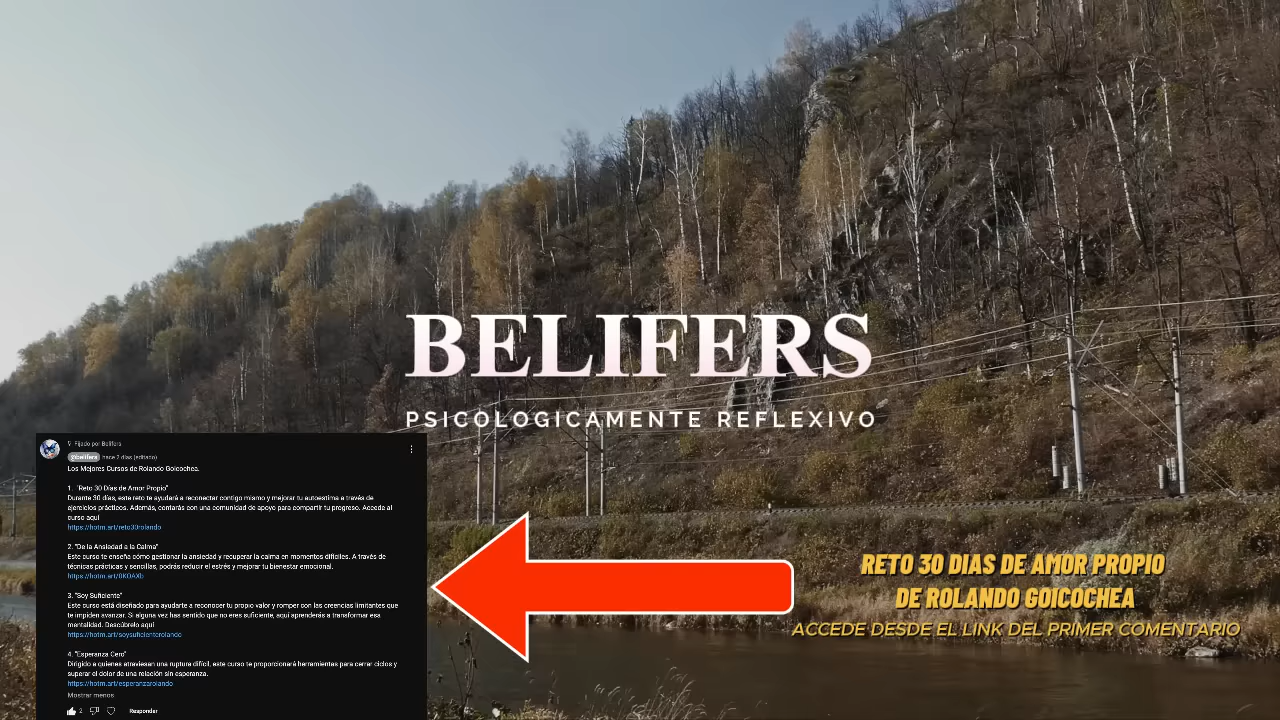 BELIFERS
PSICOLOGICAMENTE REFLEXIVO
Fijado por Belifers
@belifers hace 2 días (editado)
Los Mejores Cursos de Rolando Goicochea.
1. "Reto 30 Días de Amor Propio"
Durante 30 días, este reto te ayudará a reconectar contigo mismo y mejorar tu autoestima a través de
ejercicios prácticos. Además, contarás con una comunidad de apoyo para compartir tu progreso. Accede al
curso aquí
https://hotm.art/reto30rolando
2. "De la Ansiedad a la Calma"
Este curso te enseña cómo gestionar la ansiedad y recuperar la calma en momentos difíciles. A través de
técnicas prácticas y sencillas, podrás reducir el estrés y mejorar tu bienestar emocional.
https://hotm.art/0KOAXb
3. "Soy Suficiente"
Este curso está diseñado para ayudarte a reconocer tu propio valor y romper con las creencias limitantes que
te impiden avanzar. Si alguna vez has sentido que no eres suficiente, aquí aprenderás a transformar esa
mentalidad. Descúbrelo aquí
https://hotm.art/soysuficienterolando
4. "Esperanza Cero"
Dirigido a quienes atraviesan una ruptura difícil, este curso te proporcionará herramientas para cerrar ciclos y
superar el dolor de una relación sin esperanza.
https://hotm.art/esperanzarolando
Mostrar menos
2 Responder
RETO 30 DIAS DE AMOR PROPIO
DE ROLANDO GOICOCHEA
ACCEDE DESDE EL LINK DEL PRIMER COMENTARIO